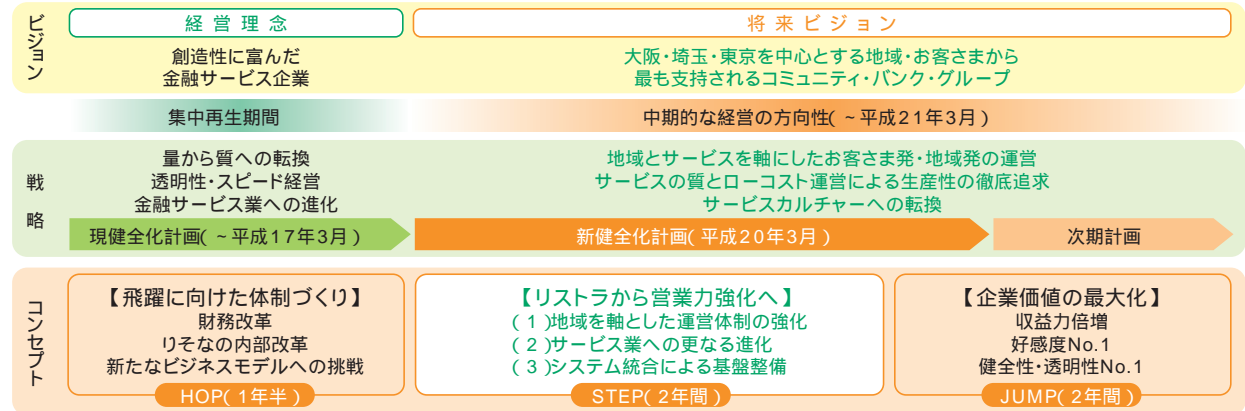 ビジョン
経営理念
創造性に富んだ
金融サービス企業
将来ビジョン
大阪・埼玉・東京を中心とする地域・お客さまから
最も支持されるコミュニティ・バンク・グループ
集中再生期間
中期的な経営の方向性(~平成21年3月)
戦略
量から質への転換
透明性・スピード経営
金融サービス業への進化
地域とサービスを軸にしたお客さま発・地域発の運営
サービスの質とローコスト運営による生産性の徹底追求
サービスカルチャーへの転換
現健全化計画(~平成17年3月)
新健全化計画(平成20年3月)
次期計画
コンセプト
【飛躍に向けた体制づくり】
財務改革
りそなの内部改革
新たなビジネスモデルへの挑戦
HOP(1年半)
【リストラから営業力強化へ】
(1)地域を軸とした運営体制の強化
(2)サービス業への更なる進化
(3)システム統合による基盤整備
STEP(2年間)
【企業価値の最大化】
収益力倍増
好感度No.1
健全性・透明性No.1
JUMP(2年間)